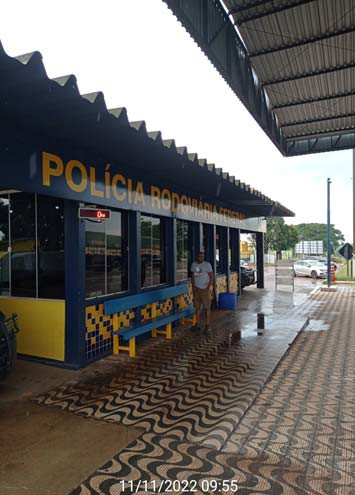 POLÍCIA RODOVIÁRIA FEDERAL
11/11/2022 09:55